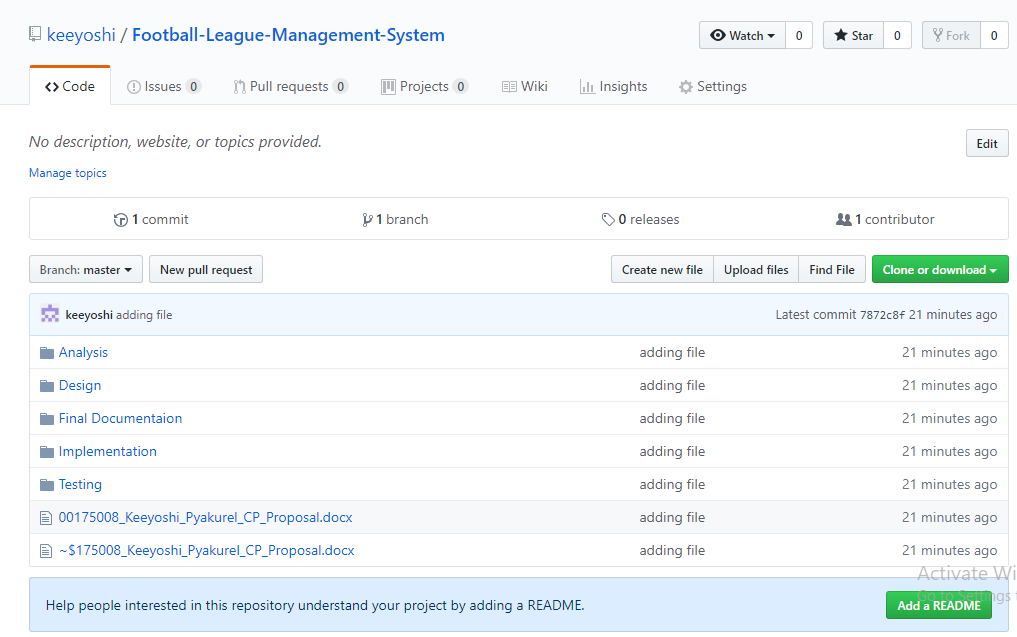 keeyoshi / Football-League-Management-System Watch 0 Star 0 Fork 0
Code Issues 0 Pull requests 0 Projects 0 Wiki Insights Settings
No description, website, or topics provided. Edit
Manage topics
1 commit 1 branch 0 releases 1 contributor
Branch: master New pull request Create new file Upload files Find File Clone or download
keeyoshi adding file Latest commit 7872c8f 21 minutes ago
Analysis adding file 21 minutes ago
Design adding file 21 minutes ago
Final Documentaion adding file 21 minutes ago
Implementation adding file 21 minutes ago
Testing adding file 21 minutes ago
00175008_Keeyoshi_Pyakurel_CP_Proposal.docx adding file 21 minutes ago
~$175008_Keeyoshi_Pyakurel_CP_Proposal.docx adding file 21 minutes ago
Activate Wi
Help people interested in this repository understand your project by adding a README. Add a README
Go to Settings t